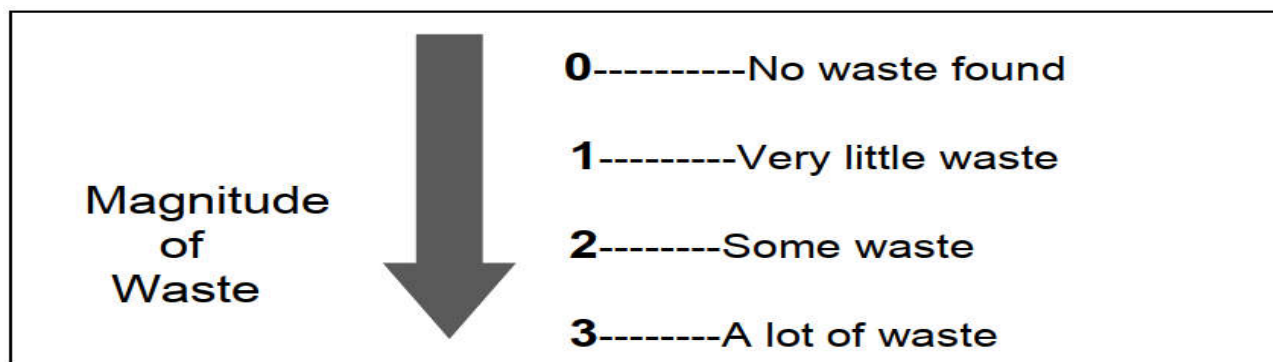 0----------No waste found
1---------Very little waste
Magnitude
of
Waste
2--------Some waste
3--------A lot of waste